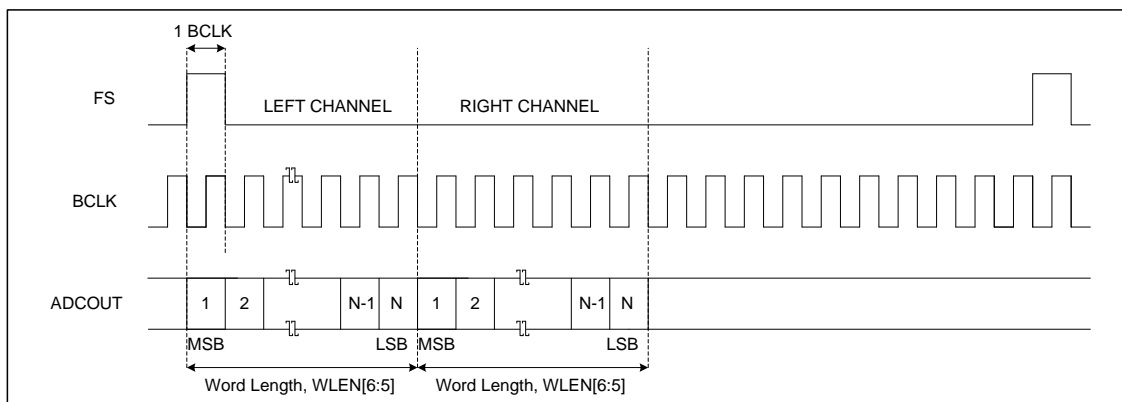 1 BCLK
FS
LEFT CHANNEL
RIGHT CHANNEL
BCLK
ADCOUT
1
2
N-1
N
1
2
N-1
N
MSB
LSB
MSB
LSB
Word Length, WLEN[6:5]
Word Length, WLEN[6:5]